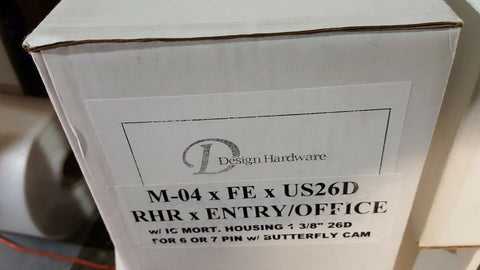 Design Hardware
M-04 x FE x US26D
RHR x ENTRY/OFFICE
w/ IC MORT. HOUSING 1 3/8" 26D
FOR 6 OR 7 PIN w/ BUTTERFLY CAM